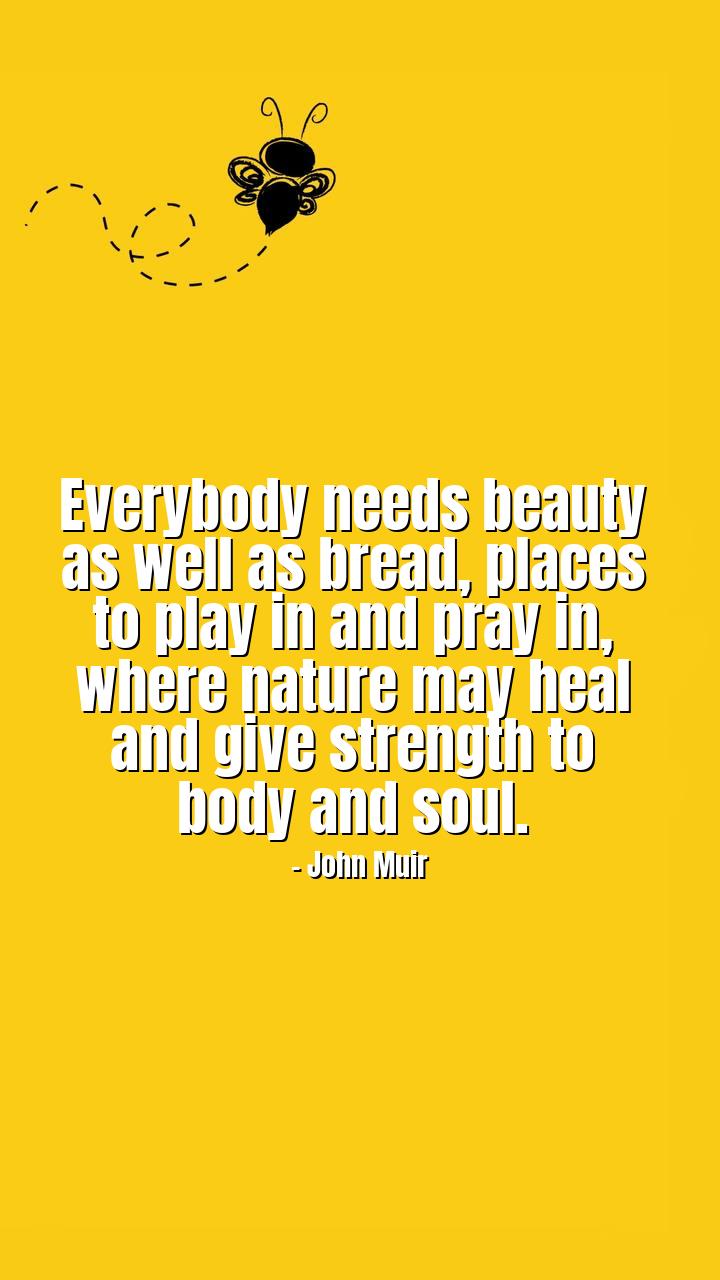 Everybody needs beauty
as well as bread, places
to play in and pray in,
where nature may heal
and give strength to
body and soul.
- John Muir